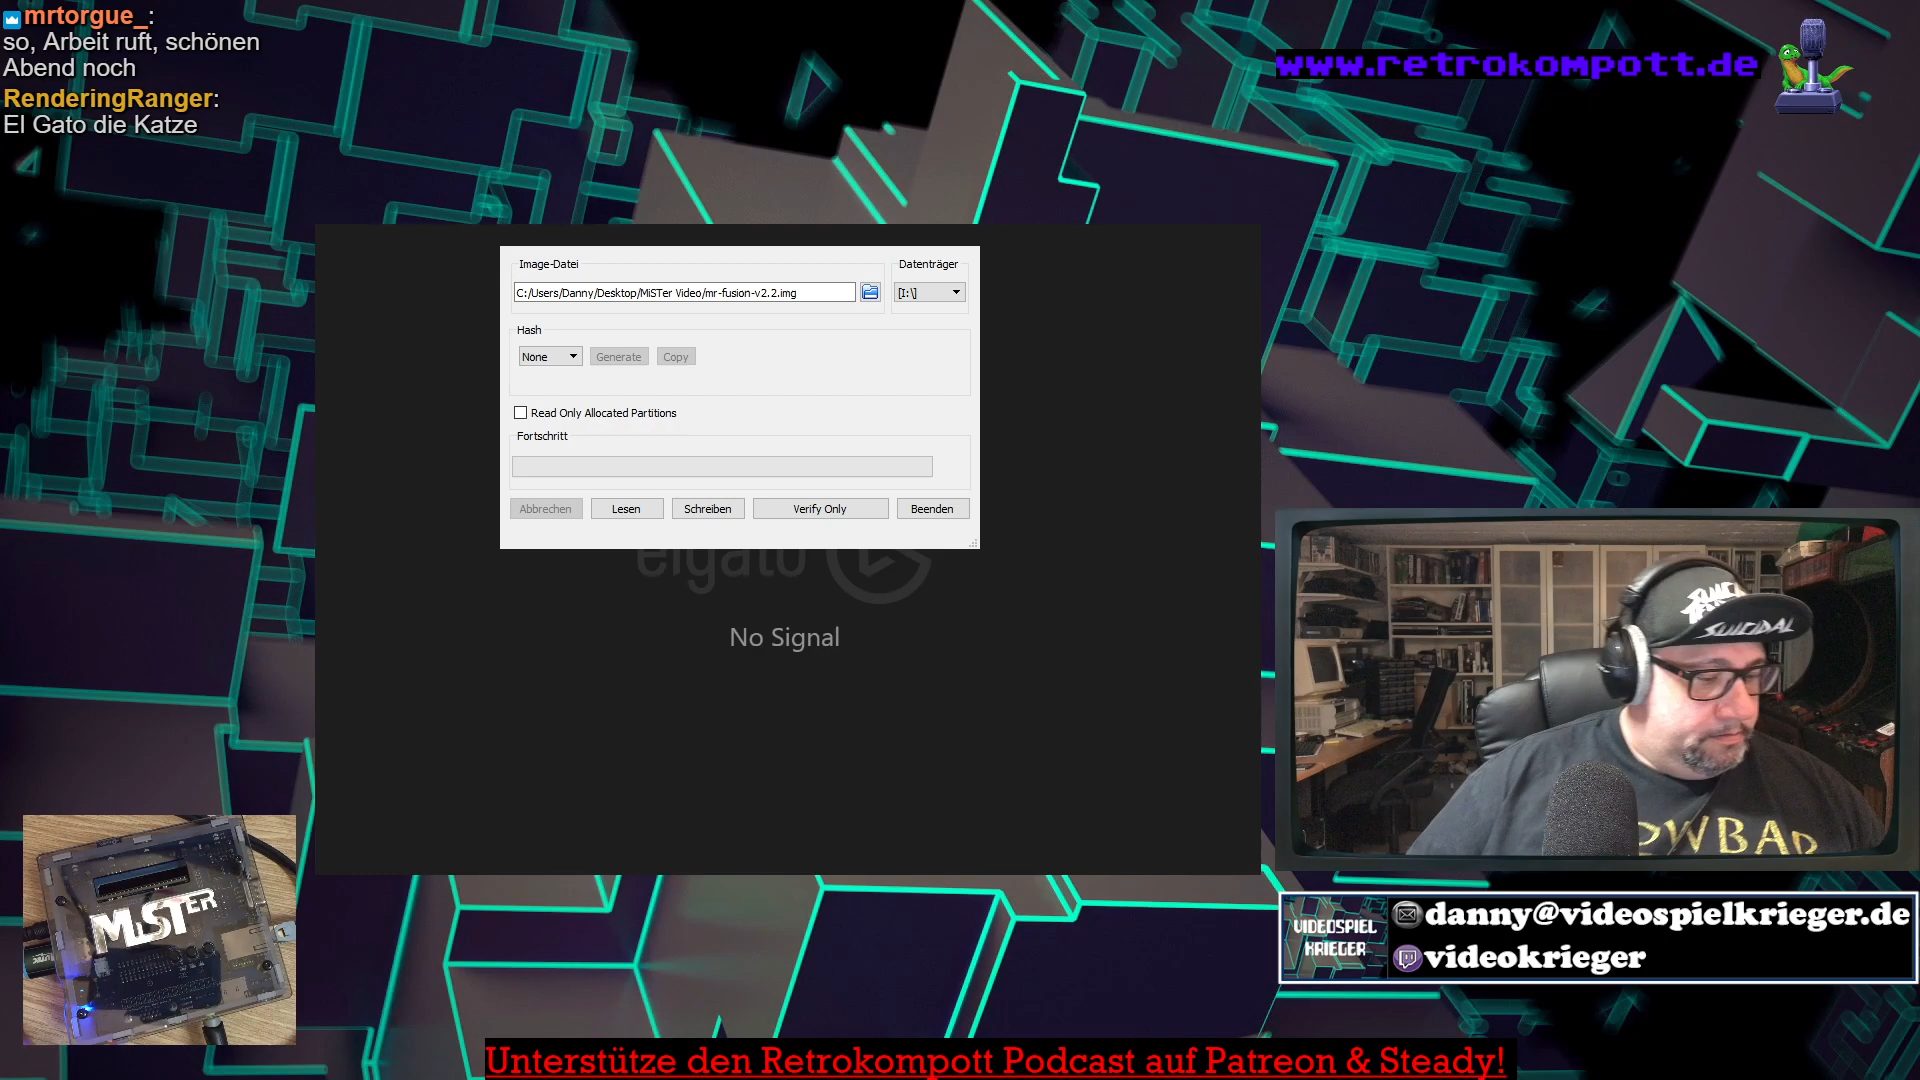 mrtorgue_:
so, Arbeit ruft, schönen
Abend noch
RenderingRanger:
El Gato die Katze
www.retrokompott.de
Image-Datei
Datenträger
C:/Users/Danny/Desktop/MiSTer Video/mr-fusion-v2.2.img
[I:\]
Hash
None
Generate
Copy
Read Only Allocated Partitions
Fortschritt
Abbrechen
Lesen
Schreiben
Verify Only
Beenden
elgato
No Signal
SUICIDAL
OWBAD
MiSTer
VIDEOSPIEL
KRIEGER
danny@videospielkrieger.de
videokrieger
Unterstütze den Retrokompott Podcast auf Patreon & Steady!